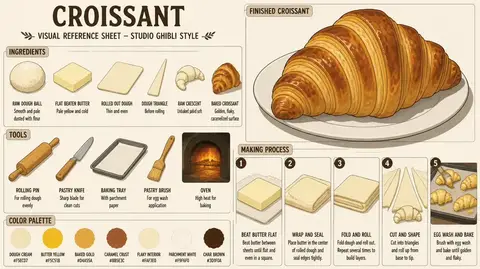 CROISSANT
VISUAL REFERENCE SHEET – STUDIO GHIBLI STYLE
INGREDIENTS
RAW DOUGH BALL
Smooth and pale
dusted with flour
FLAT BEATEN BUTTER
Pale yellow and cold
ROLLED OUT DOUGH
Thin and even
DOUGH TRIANGLE
Before rolling
RAW CRESCENT
Unbaked
BAKED CROISSANT
Golden, flaky,
caramelized surface
TOOLS
ROLLING PIN
for rolling dough
evenly
PASTRY KNIFE
Sharp blade for
clean cuts
BAKING TRAY
With parchment
paper
PASTRY BRUSH
For egg wash
application
OVEN
High heat for
baking
COLOR PALETTE
DOUGH CREAM
BUTTER YELLOW
BAKED GOLD
CARAMEL CRUST
FLAKY INTERIOR
PARCHMENT WHITE
CHAR BROWN
FINISHED CROISSANT
MAKING PROCESS
1
BEAT BUTTER FLAT
Beat butter between
sheets until flat and
even in a square.
2
WRAP AND SEAL
Place butter in the center
of rolled dough and
seal edges tightly.
3
FOLD AND ROLL
Fold dough and roll out.
Repeat several times to
build layers.
4
CUT AND SHAPE
Cut into triangles
and roll up from
base to tip.
5
EGG WASH AND BAKE
Brush with egg wash
and bake until golden
and flaky.